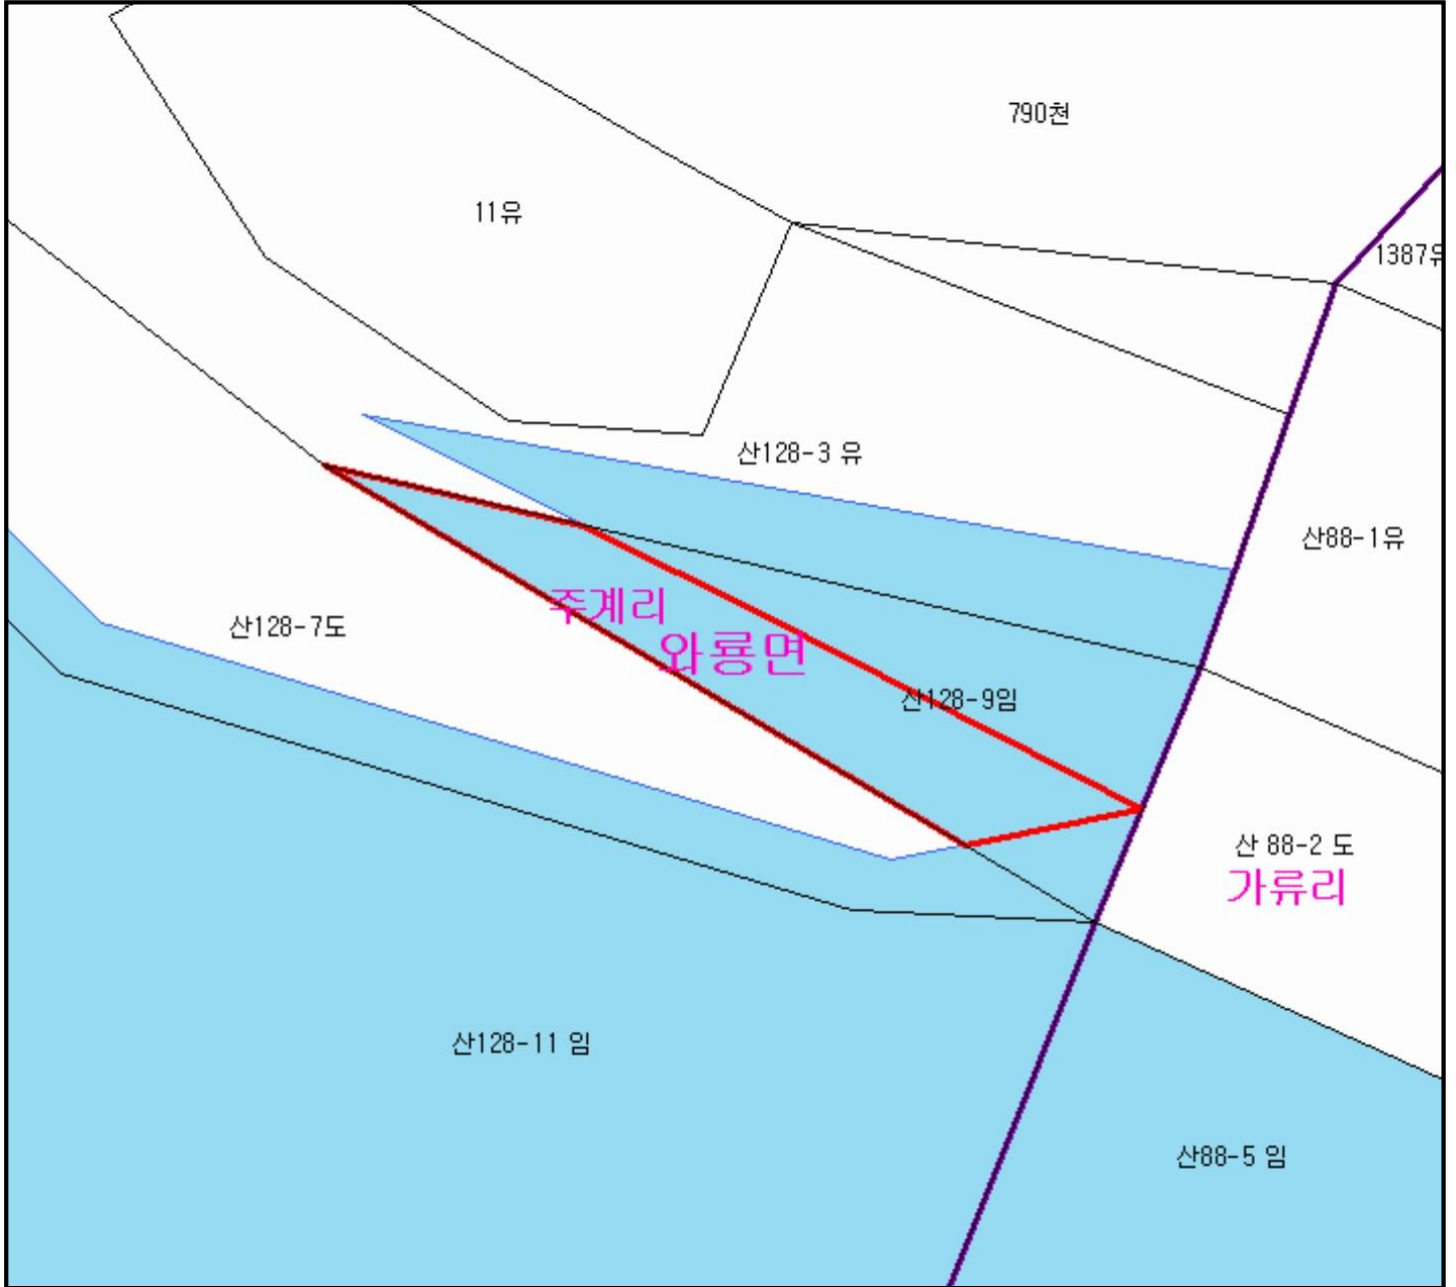 790천
11유
1387유
산128-3 유
산88-1유
주계리
산128-7도
와룡면
산128-9임
산 88-2 도
가류리
산128-11 임
산88-5 임